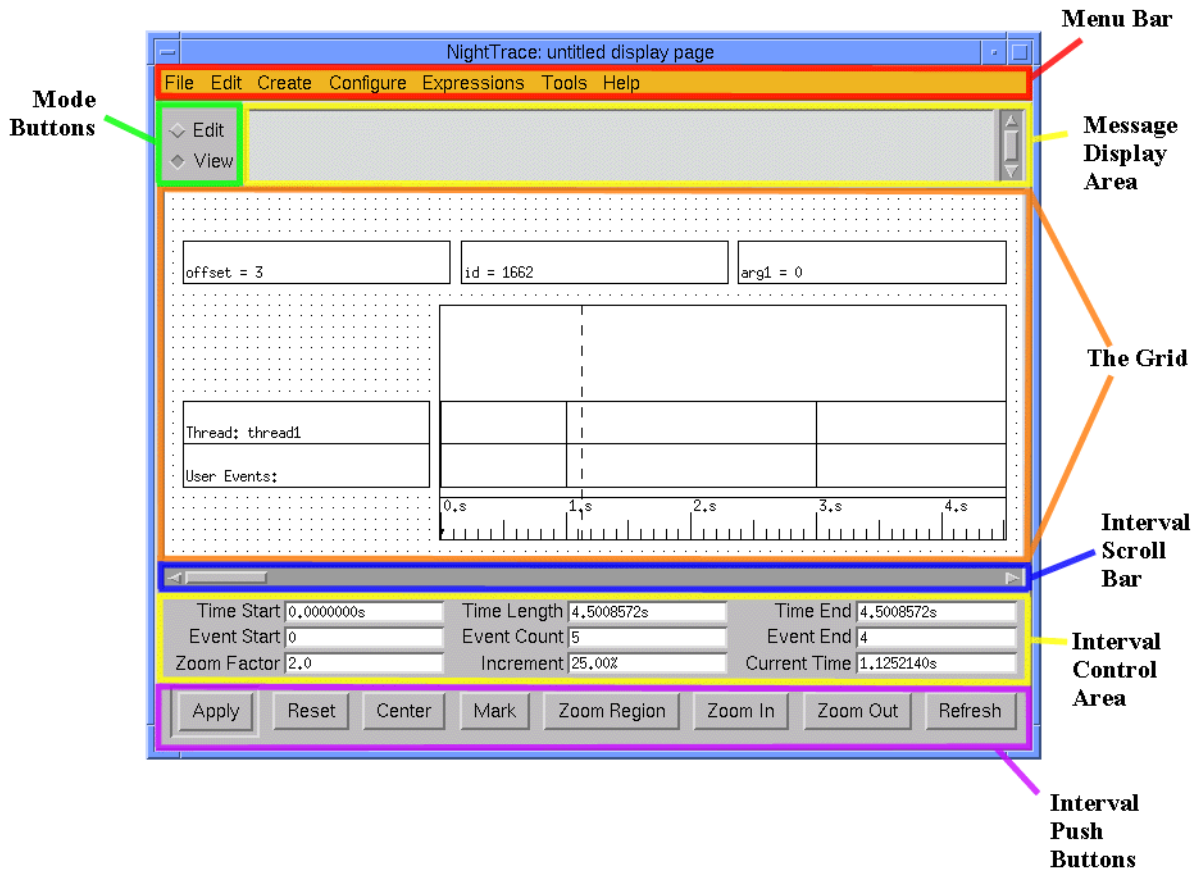 Menu Bar
NightTrace: untitled display page
File Edit Create Configure Expressions Tools Help
Mode
Buttons
Edit
View
Message
Display
Area
offset = 3
id = 1662
arg1 = 0
The Grid
Thread: thread1
User Events:
0.s 1.s 2.s 3.s 4.s
Interval
Scroll
Bar
Time Start 0.0000000s Time Length 4.5008572s Time End 4.5008572s
Event Start 0 Event Count 5 Event End 4
Zoom Factor 2.0 Increment 25.00% Current Time 1.1252140s
Interval
Control
Area
Apply Reset Center Mark Zoom Region Zoom In Zoom Out Refresh
Interval
Push
Buttons